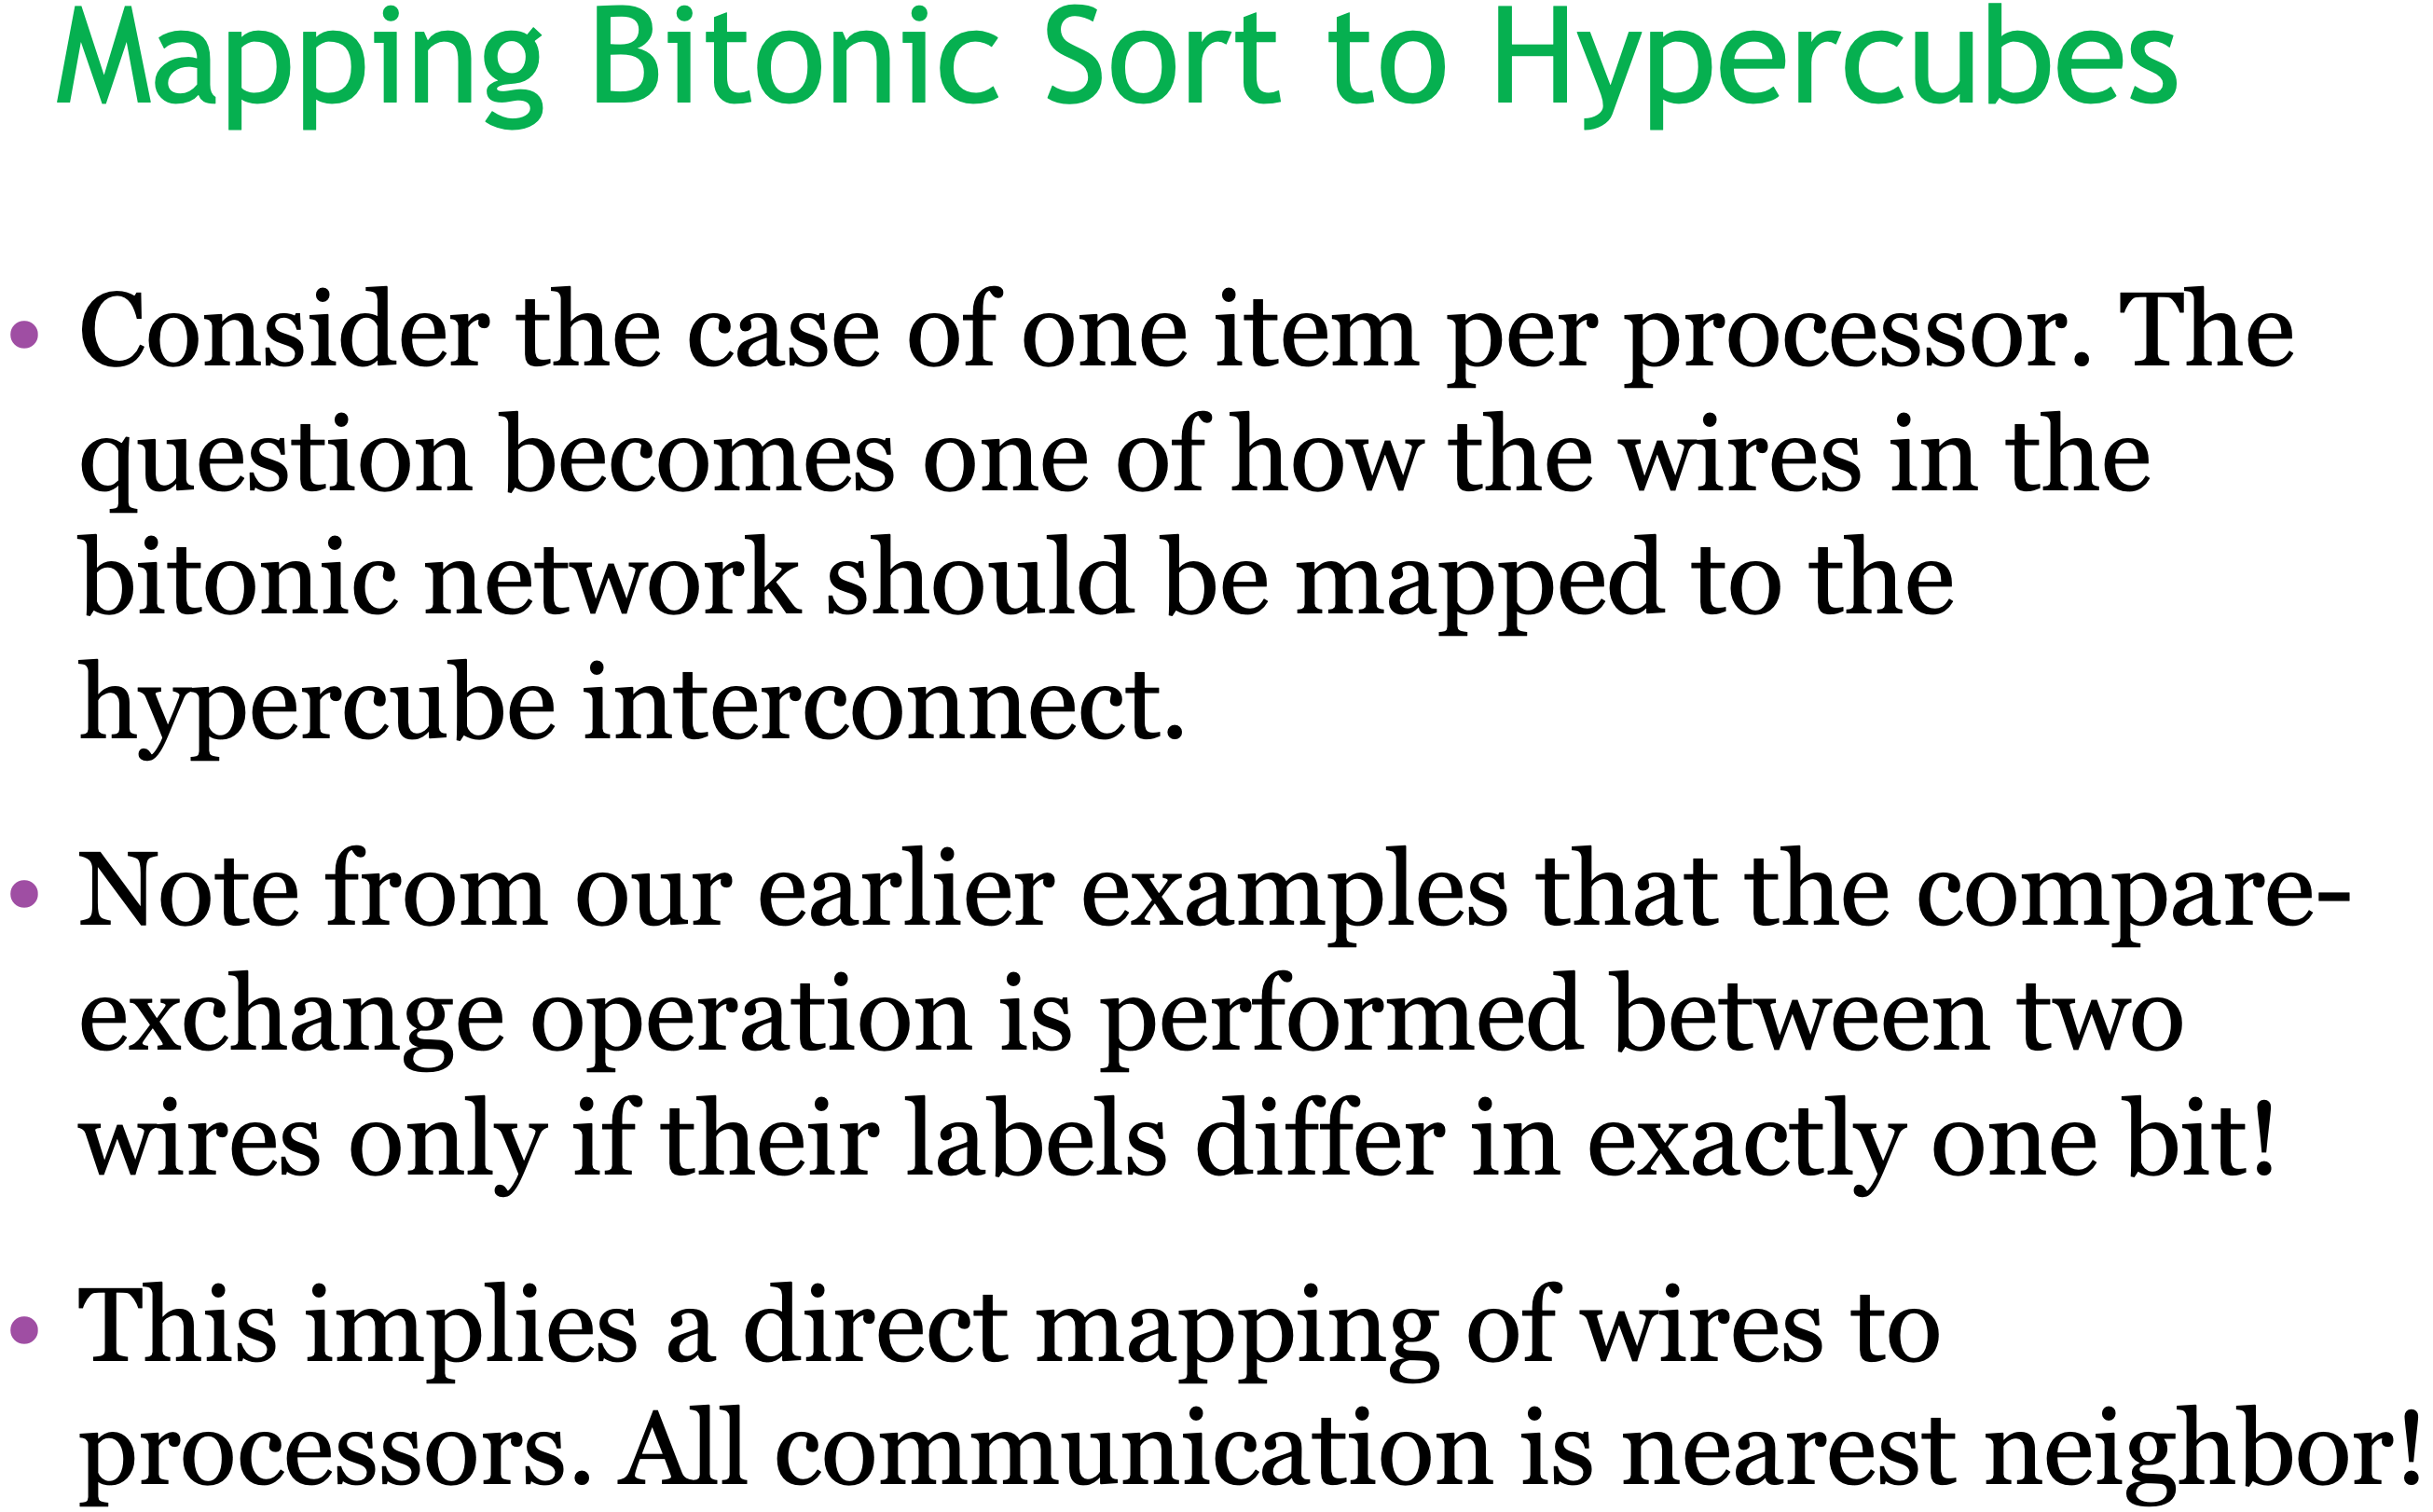 Mapping Bitonic Sort to Hypercubes
• Consider the case of one item per processor. The
question becomes one of how the wires in the
bitonic network should be mapped to the
hypercube interconnect.
• Note from our earlier examples that the compare-
exchange operation is performed between two
wires only if their labels differ in exactly one bit!
• This implies a direct mapping of wires to
processors. All communication is nearest neighbor!